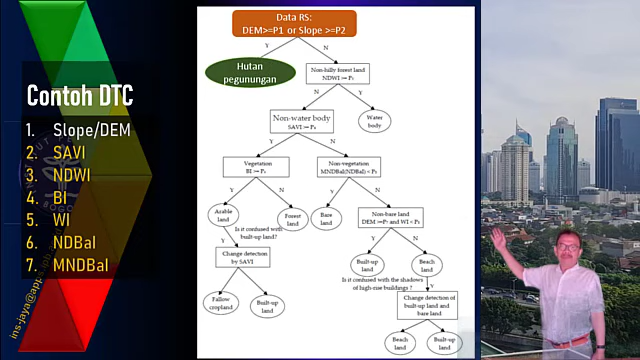 Contoh DTC
1. Slope/DEM
2. SAVI
3. NDWI
4. BI
5. WI
6. NDBaI
7. MNDBaI
Data RS:
DEM>=P1 or Slope >=P2
Y
N
Hutan
pegunungan
Non-hilly forest land
NDWI >= P₃
N
Y
Non-water body
SAVI >= P₄
Water
body
Y
N
Vegetation
BI >= P₅
Non-vegetation
MNDBaI(NDBaI) < P₆
Y
N
Y
N
Arable
land
Forest
land
Bare
land
Non-bare land
DEM >=P₇ and WI < P₈
Is it confused with
built-up land?
Y
N
Change detection
by SAVI
Built-up
land
Beach
land
Is it confused with the shadows
of high-rise buildings ?
Fallow
cropland
Built-up
land
Change detection of
built-up land and
bare land
Beach
land
Built-up
land